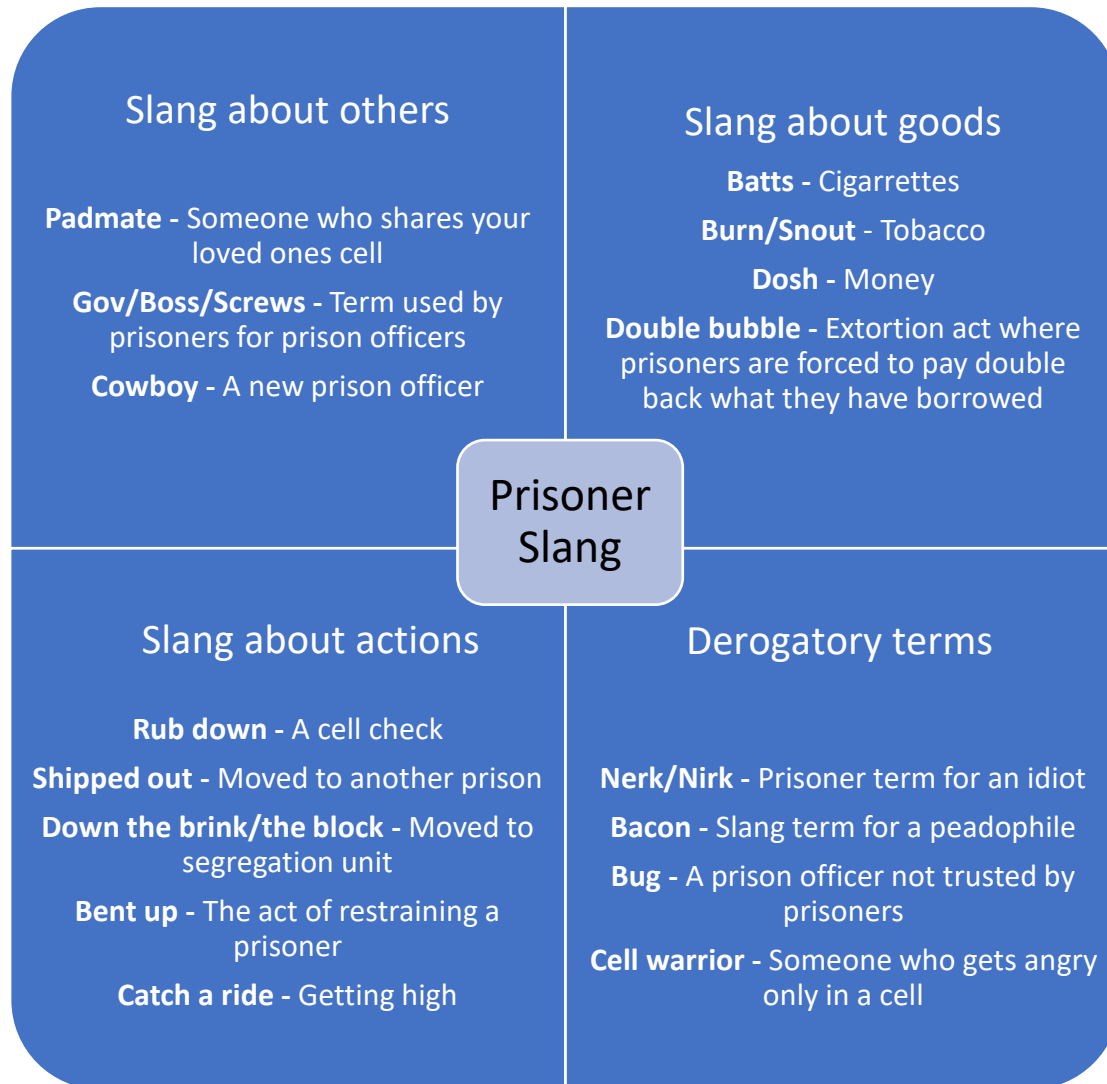 Slang about others
Padmate - Someone who shares your
loved ones cell
Gov/Boss/Screws - Term used by
prisoners for prison officers
Cowboy - A new prison officer
Slang about goods
Batts - Cigarrettes
Burn/Snout - Tobacco
Dosh - Money
Double bubble - Extortion act where
prisoners are forced to pay double
back what they have borrowed
Prisoner
Slang
Slang about actions
Rub down - A cell check
Shipped out - Moved to another prison
Down the brink/the block - Moved to
segregation unit
Bent up - The act of restraining a
prisoner
Catch a ride - Getting high
Derogatory terms
Nerk/Nirk - Prisoner term for an idiot
Bacon - Slang term for a peadophile
Bug - A prison officer not trusted by
prisoners
Cell warrior - Someone who gets angry
only in a cell